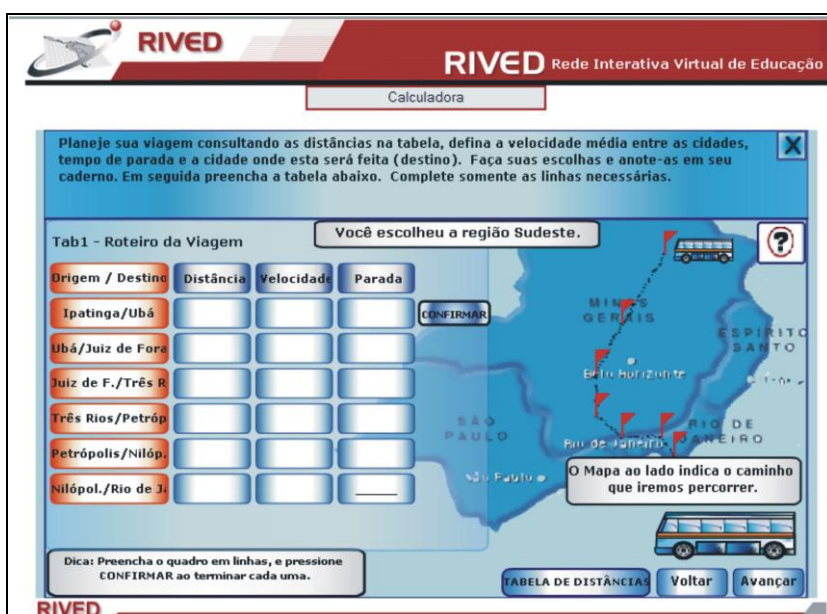 RIVED
RIVED Rede Interativa Virtual de Educação
Calculadora
Planeje sua viagem consultando as distâncias na tabela, defina a velocidade média entre as cidades,
tempo de parada e a cidade onde esta será feita (destino). Faça suas escolhas e anote-as em seu
caderno. Em seguida preencha a tabela abaixo. Complete somente as linhas necessárias.
X
Você escolheu a região Sudeste.
Tab1 - Roteiro da Viagem
?
Origem / Destino Distância Velocidade Parada
Ipatinga/Ubá
CONFIRMAR
Ubá/Juiz de Fora
Juiz de F./Três R
Três Rios/Petróp
Petrópolis/Nilóp.
Nilópol./Rio de J
MINAS
GERAIS
ESPIRITO
SANTO
Belo Horizonte
SÃO
PAULO
RIO DE
JANEIRO
Rio de Janeiro
São Paulo
O Mapa ao lado indica o caminho
que iremos percorrer.
Dica: Preencha o quadro em linhas, e pressione
CONFIRMAR ao terminar cada uma.
TABELA DE DISTÂNCIAS Voltar Avançar
RIVED